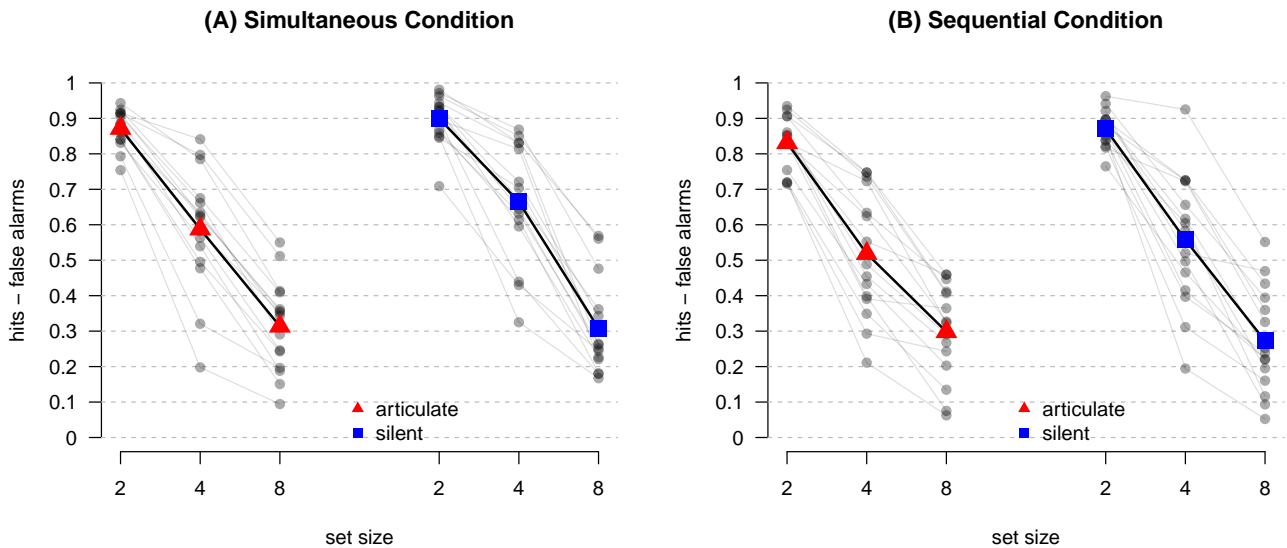 (A) Simultaneous Condition
hits − false alarms
1
0.9
0.8
0.7
0.6
0.5
0.4
0.3
0.2
0.1
0
articulate
silent
2 4 8 2 4 8
set size
(B) Sequential Condition
hits − false alarms
1
0.9
0.8
0.7
0.6
0.5
0.4
0.3
0.2
0.1
0
articulate
silent
2 4 8 2 4 8
set size